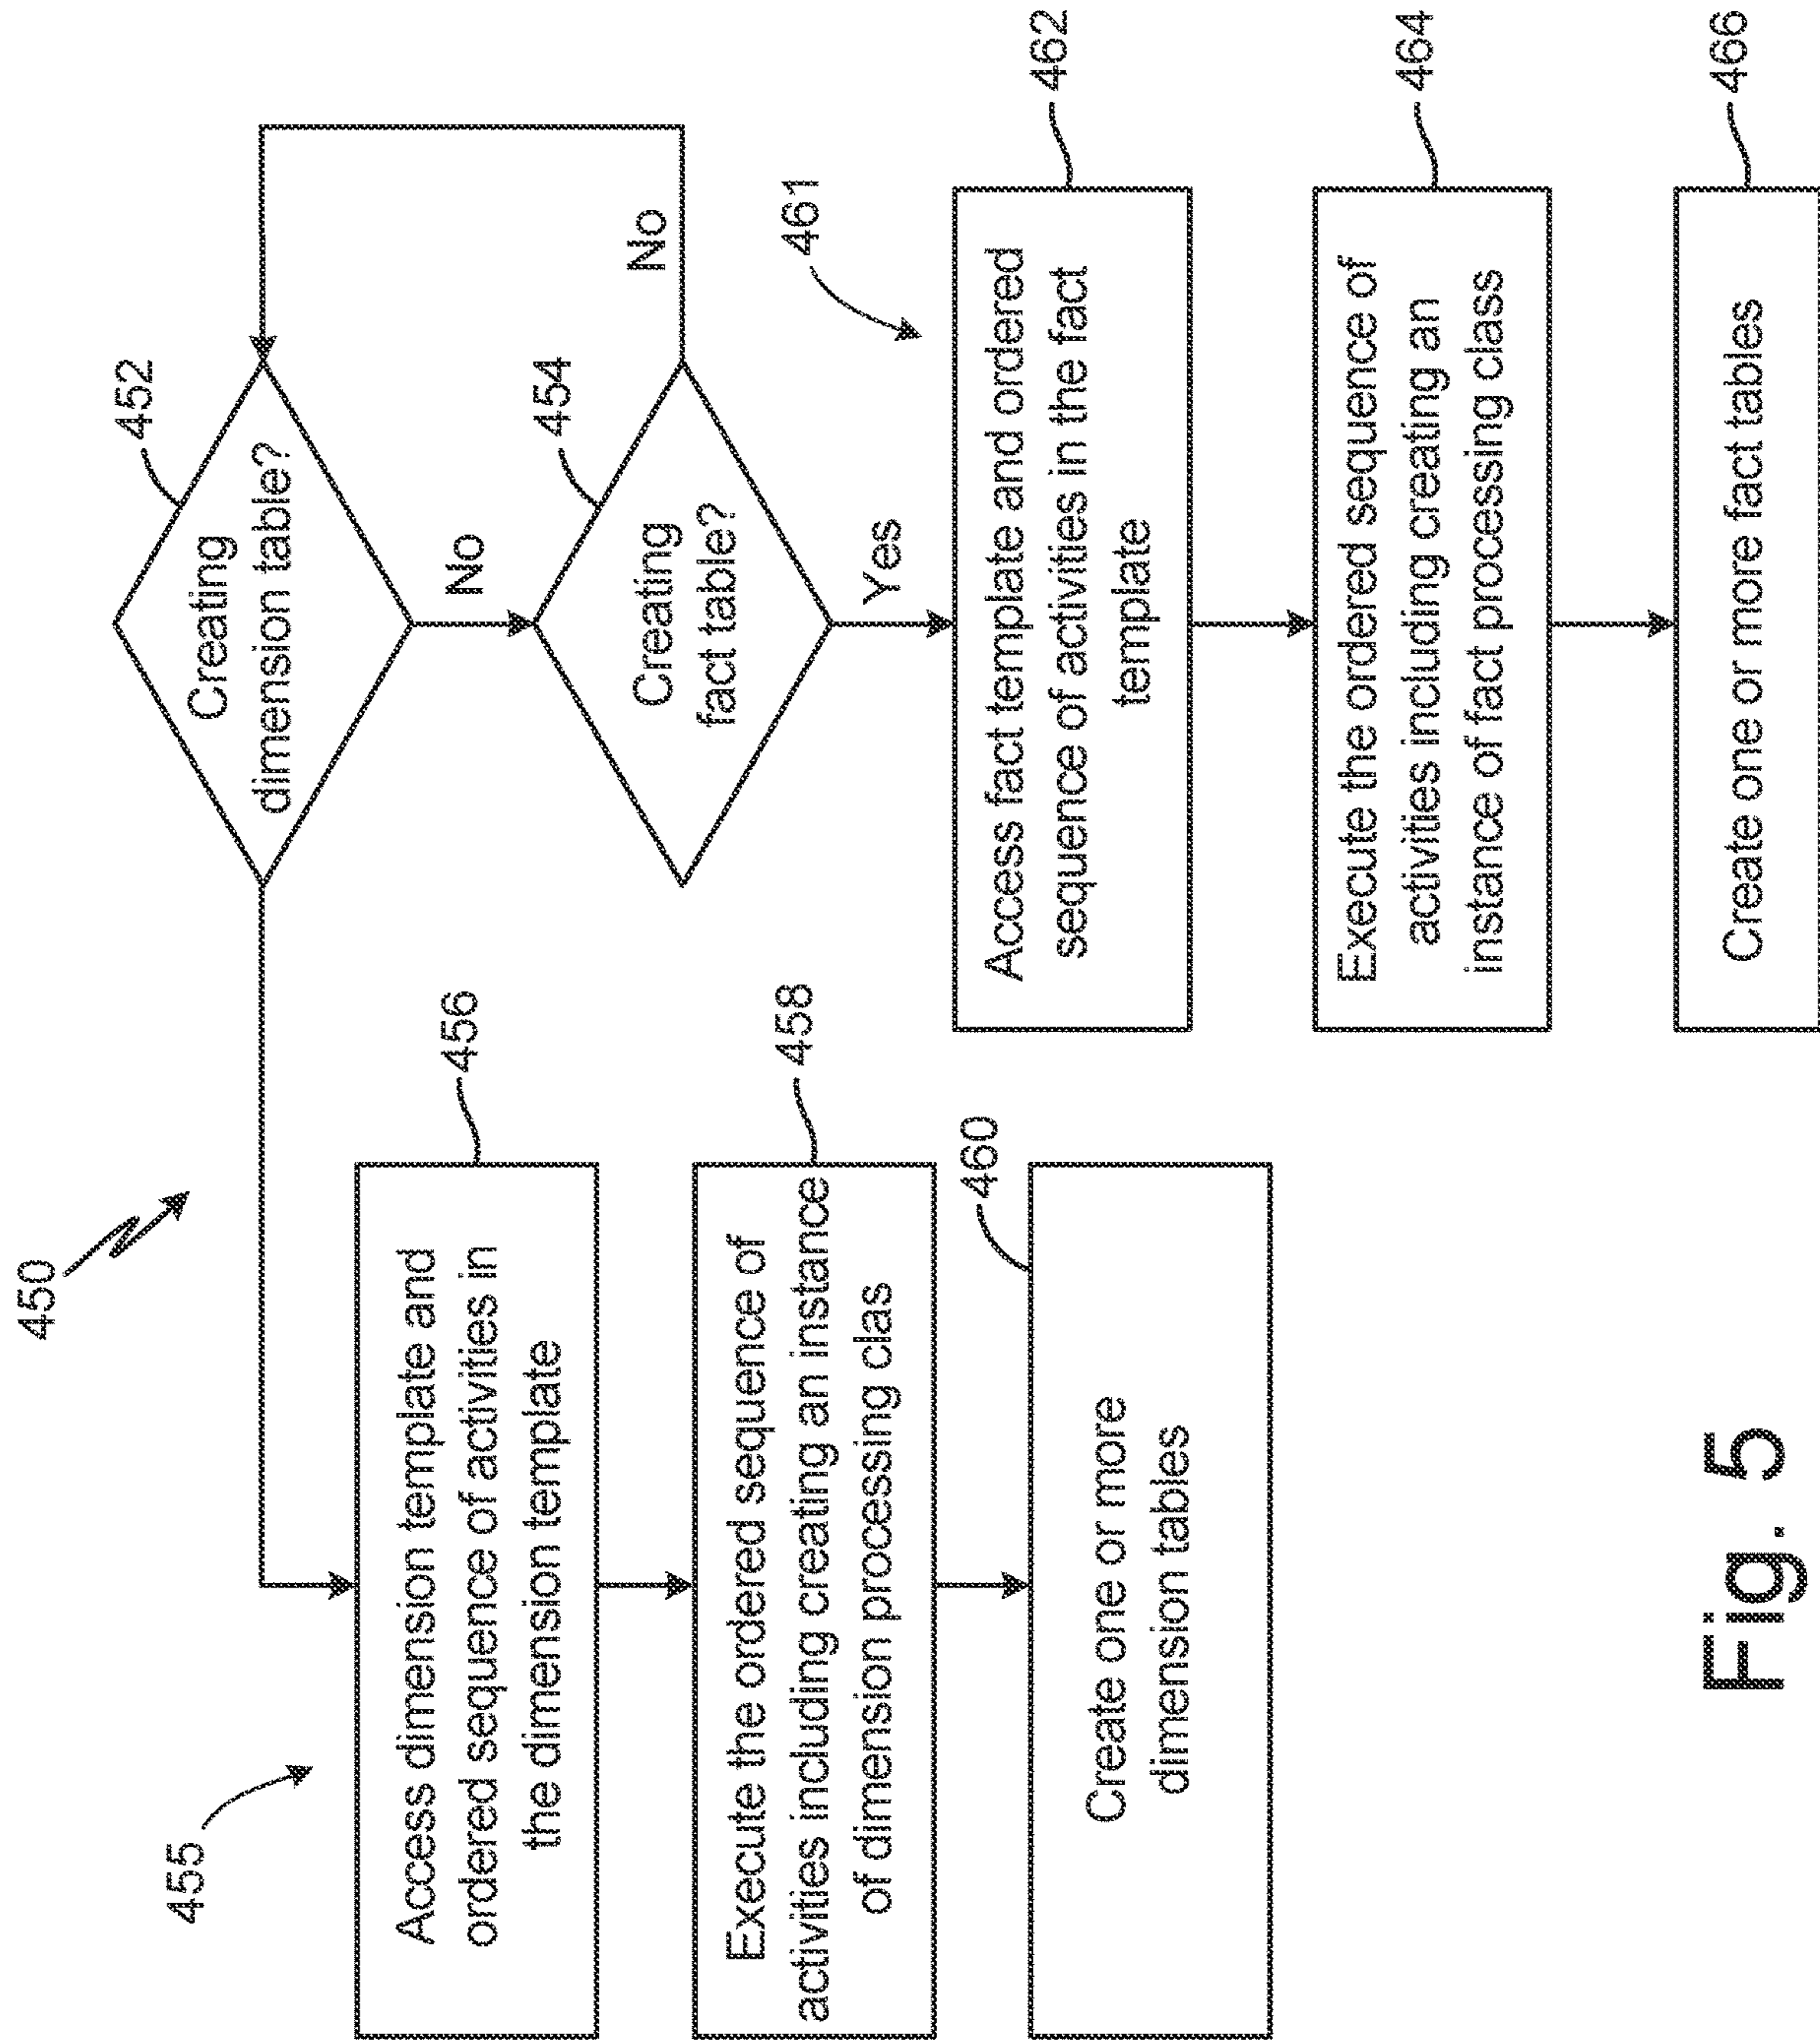 450
452
Creating
dimension table?
No
454
Creating
fact table?
No
Yes
455
456
Access dimension template and
ordered sequence of activities in
the dimension template
458
Execute the ordered sequence of
activities including creating an instance
of dimension processing clas
460
Create one or more
dimension tables
461
462
Access fact template and ordered
sequence of activities in the fact
template
464
Execute the ordered sequence of
activities including creating an
instance of fact processing class
466
Create one or more fact tables
Fig. 5